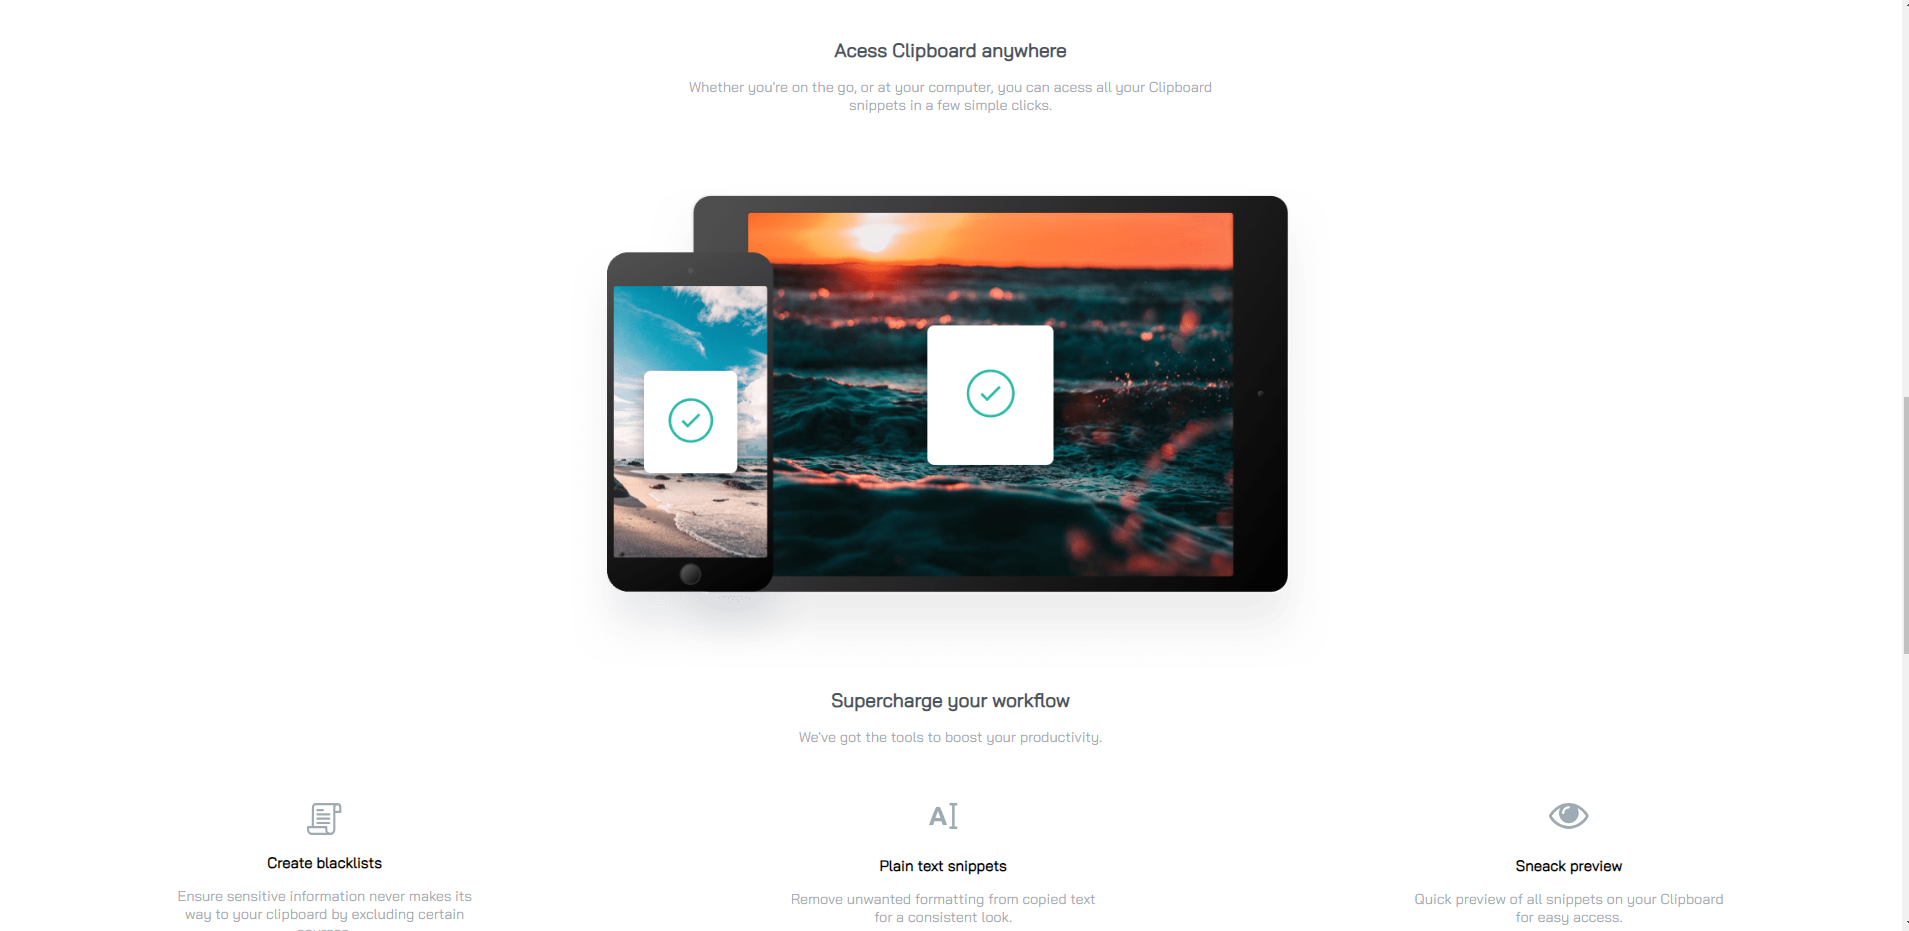 Acess Clipboard anywhere
Whether you're on the go, or at your computer, you can acess all your Clipboard
snippets in a few simple clicks.
Supercharge your workflow
We've got the tools to boost your productivity.
Create blacklists
Ensure sensitive information never makes its
way to your clipboard by excluding certain
A
Plain text snippets
Remove unwanted formatting from copied text
for a consistent look.
Sneack preview
Quick preview of all snippets on your Clipboard
for easy access.